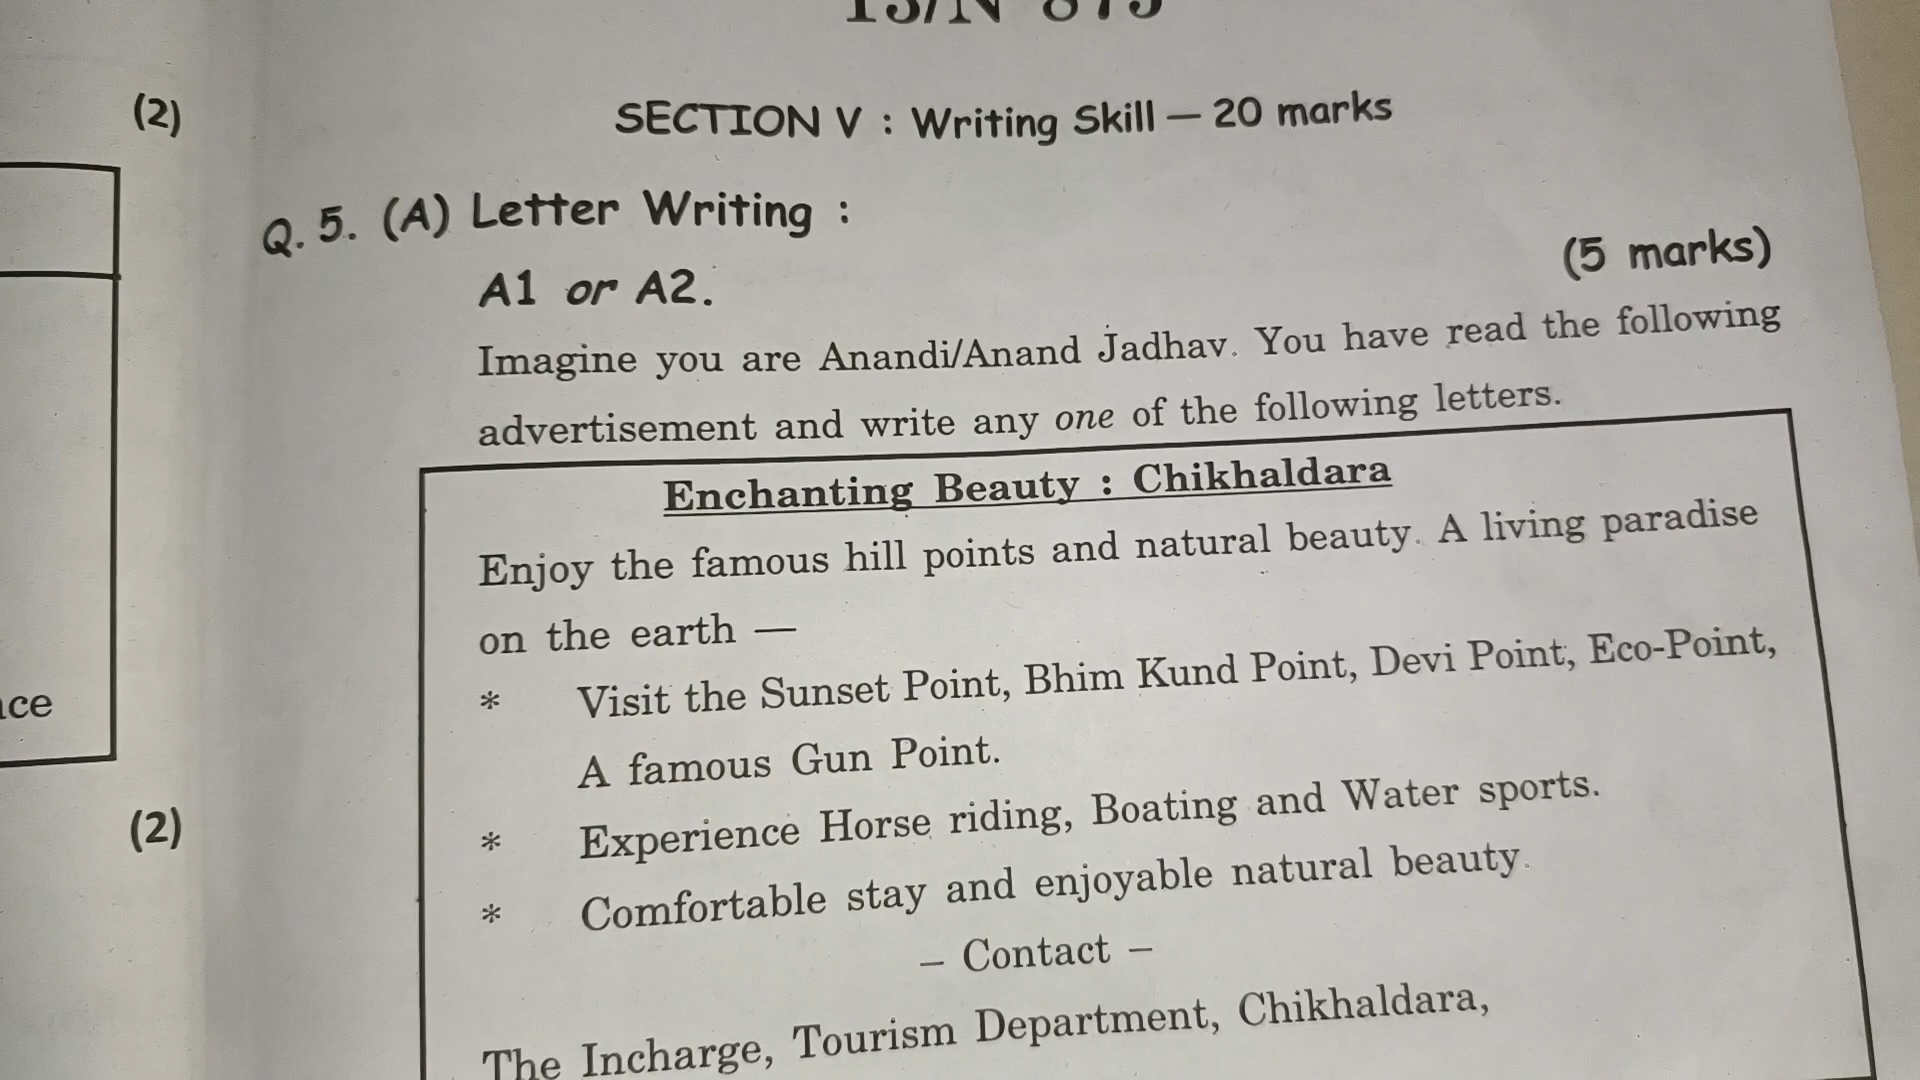 (2)
ce
(2)
SECTION V : Writing Skill — 20 marks
Q. 5. (A) Letter Writing :
(5 marks)
A1 or A2.
Imagine you are Anandi/Anand Jadhav. You have read the following
advertisement and write any one of the following letters.
Enchanting Beauty : Chikhaldara
Enjoy the famous hill points and natural beauty. A living paradise
on the earth —
* Visit the Sunset Point, Bhim Kund Point, Devi Point, Eco-Point,
A famous Gun Point.
* Experience Horse riding, Boating and Water sports.
* Comfortable stay and enjoyable natural beauty.
– Contact –
The Incharge, Tourism Department, Chikhaldara,